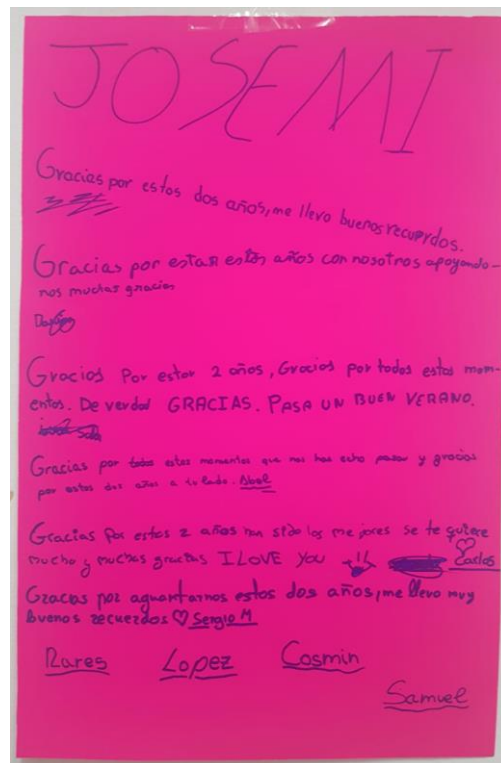 JOSEMI
Gracias por estos dos años, me llevo buenos recuerdos.
Gracias por estar estos años con nosotros apoyando-
nos muchas gracias
Gracias Por estar 2 años, Gracias por todos estos mom-
entos. De verdad GRACIAS. PASA UN BUEN VERANO.
Gracias por todos estos momentos que nos has echo pasar y gracias
por estos dos años a tu lado. Abel
Gracias Por estos 2 años han sido los mejores se te quiere
mucho y muchas gracias I LOVE YOU Carlos
Gracias por aguantarnos estos dos años, me llevo muy
buenos recuerdos ♡ Sergio M
Rares Lopez Cosmin
Samuel